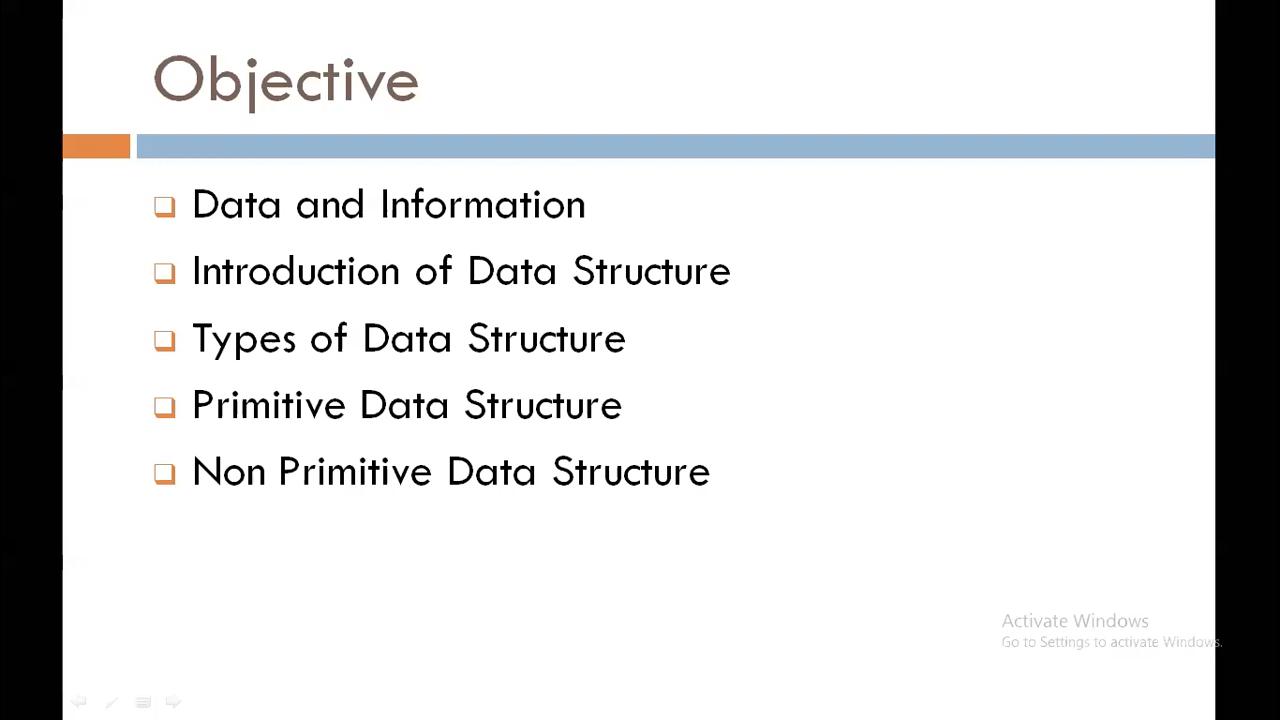 Objective
Data and Information
Introduction of Data Structure
Types of Data Structure
Primitive Data Structure
Non Primitive Data Structure
Activate Windows
Go to Settings to activate Windows.